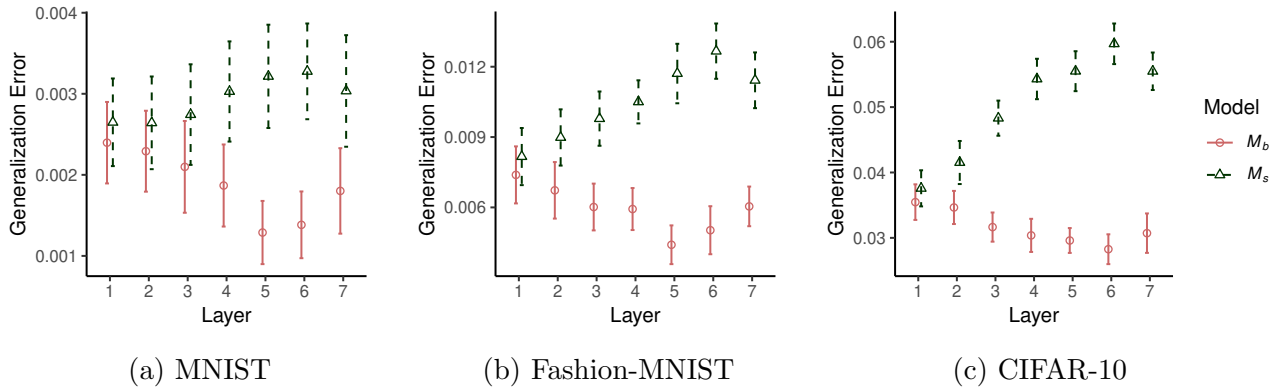 0.004
0.003
0.002
0.001
Generalization Error
1 2 3 4 5 6 7
Layer
(a) MNIST
0.012
0.009
0.006
Generalization Error
1 2 3 4 5 6 7
Layer
(b) Fashion-MNIST
0.06
0.05
0.04
0.03
Generalization Error
1 2 3 4 5 6 7
Layer
(c) CIFAR-10
Model
M_b
M_s